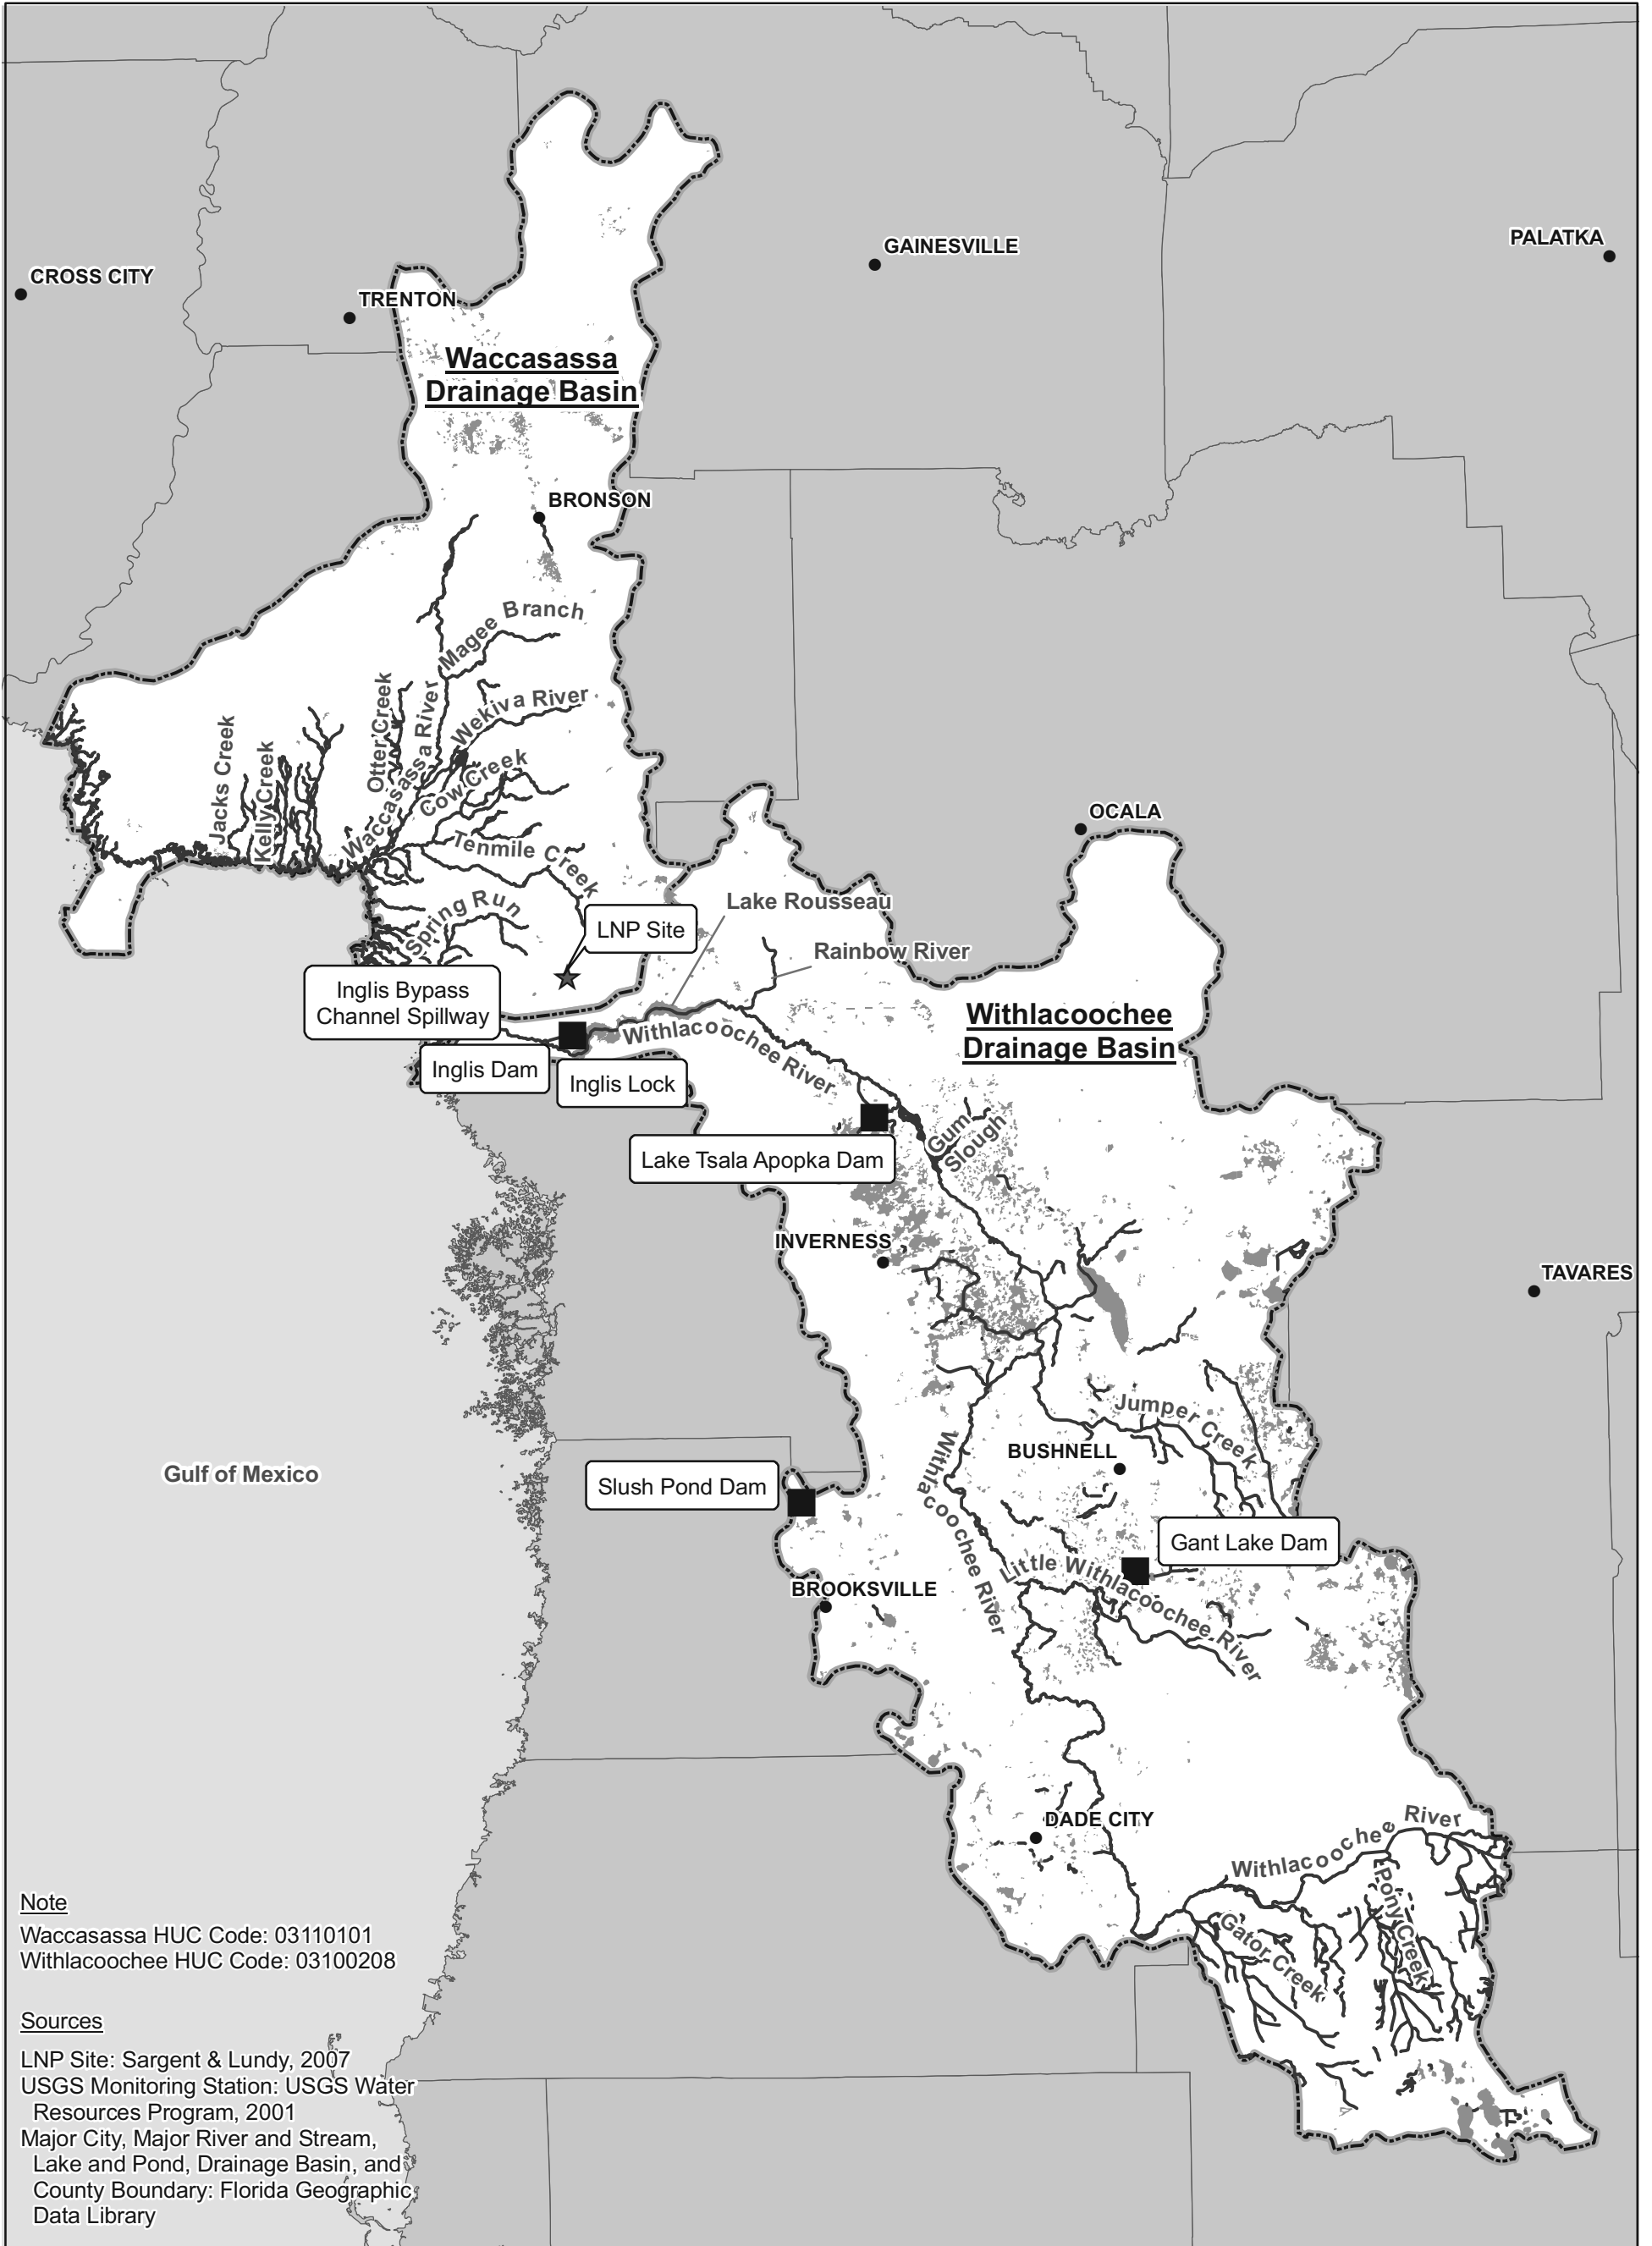 GAINESVILLE
PALATKA
CROSS CITY
TRENTON
Waccasassa
Drainage Basin
BRONSON
Magee Branch
Otter Creek
Waccasassa River
Wekiva River
Jacks Creek
Kelly Creek
Cow Creek
OCALA
Tenmile Creek
Spring Run
LNP Site
Lake Rousseau
Rainbow River
Inglis Bypass
Channel Spillway
Withlacoochee
Drainage Basin
Withlacoochee River
Inglis Dam
Inglis Lock
Gum
Slough
Lake Tsala Apopka Dam
INVERNESS
TAVARES
Jumper Creek
BUSHNELL
Gulf of Mexico
Slush Pond Dam
Withlacoochee River
Gant Lake Dam
Little Withlacoochee River
BROOKSVILLE
DADE CITY
Withlacoochee River
Pony Creek
Gator Creek
Note
Waccasassa HUC Code: 03110101
Withlacoochee HUC Code: 03100208
Sources
LNP Site: Sargent & Lundy, 2007
USGS Monitoring Station: USGS Water
Resources Program, 2001
Major City, Major River and Stream,
Lake and Pond, Drainage Basin, and
County Boundary: Florida Geographic
Data Library